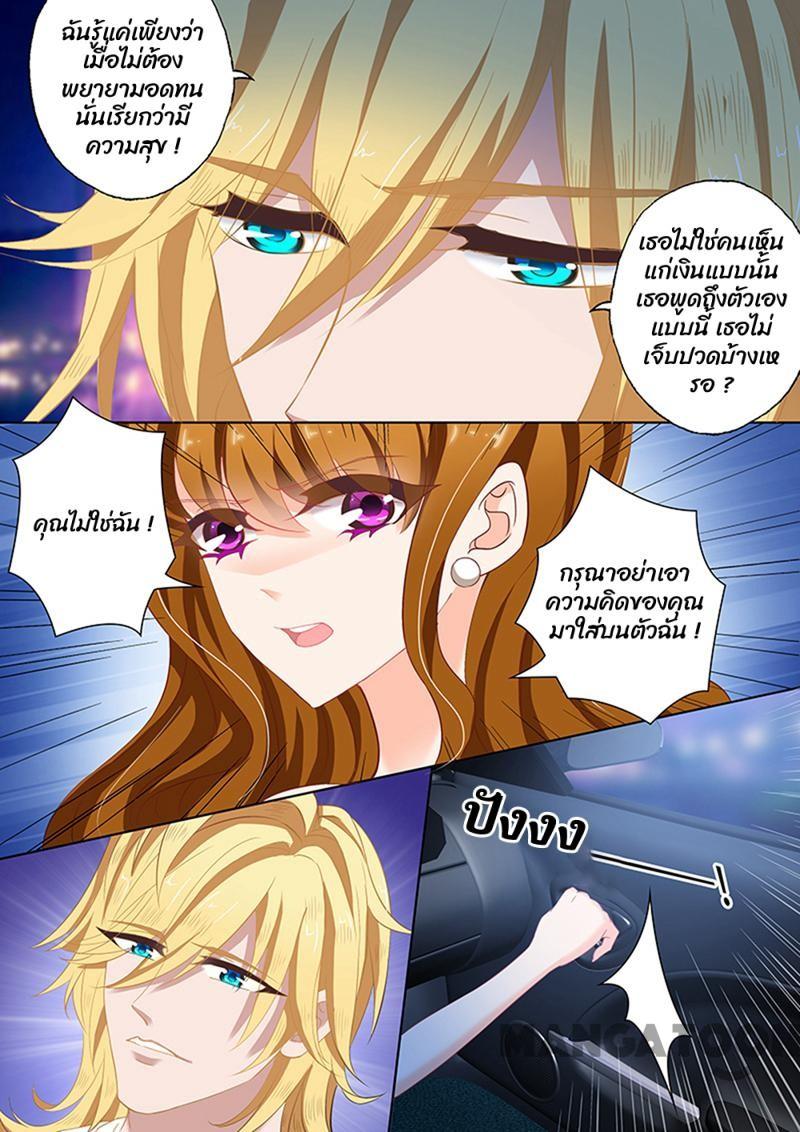 ฉันรู้แค่เพียงว่า
เมื่อไม่ต้อง
พยายามอดทน
นั่นเรียกว่ามี
ความสุข !
เธอไม่ใช่คนเห็น
แก่เงินแบบนั้น
เธอพูดถึงตัวเอง
แบบนี้ เธอไม่
เจ็บปวดบ้างเห
รอ ?
คุณไม่ใช่ฉัน !
กรุณาอย่าเอา
ความคิดของคุณ
มาใส่บนตัวฉัน !
ปังงง
!
MANGATOON